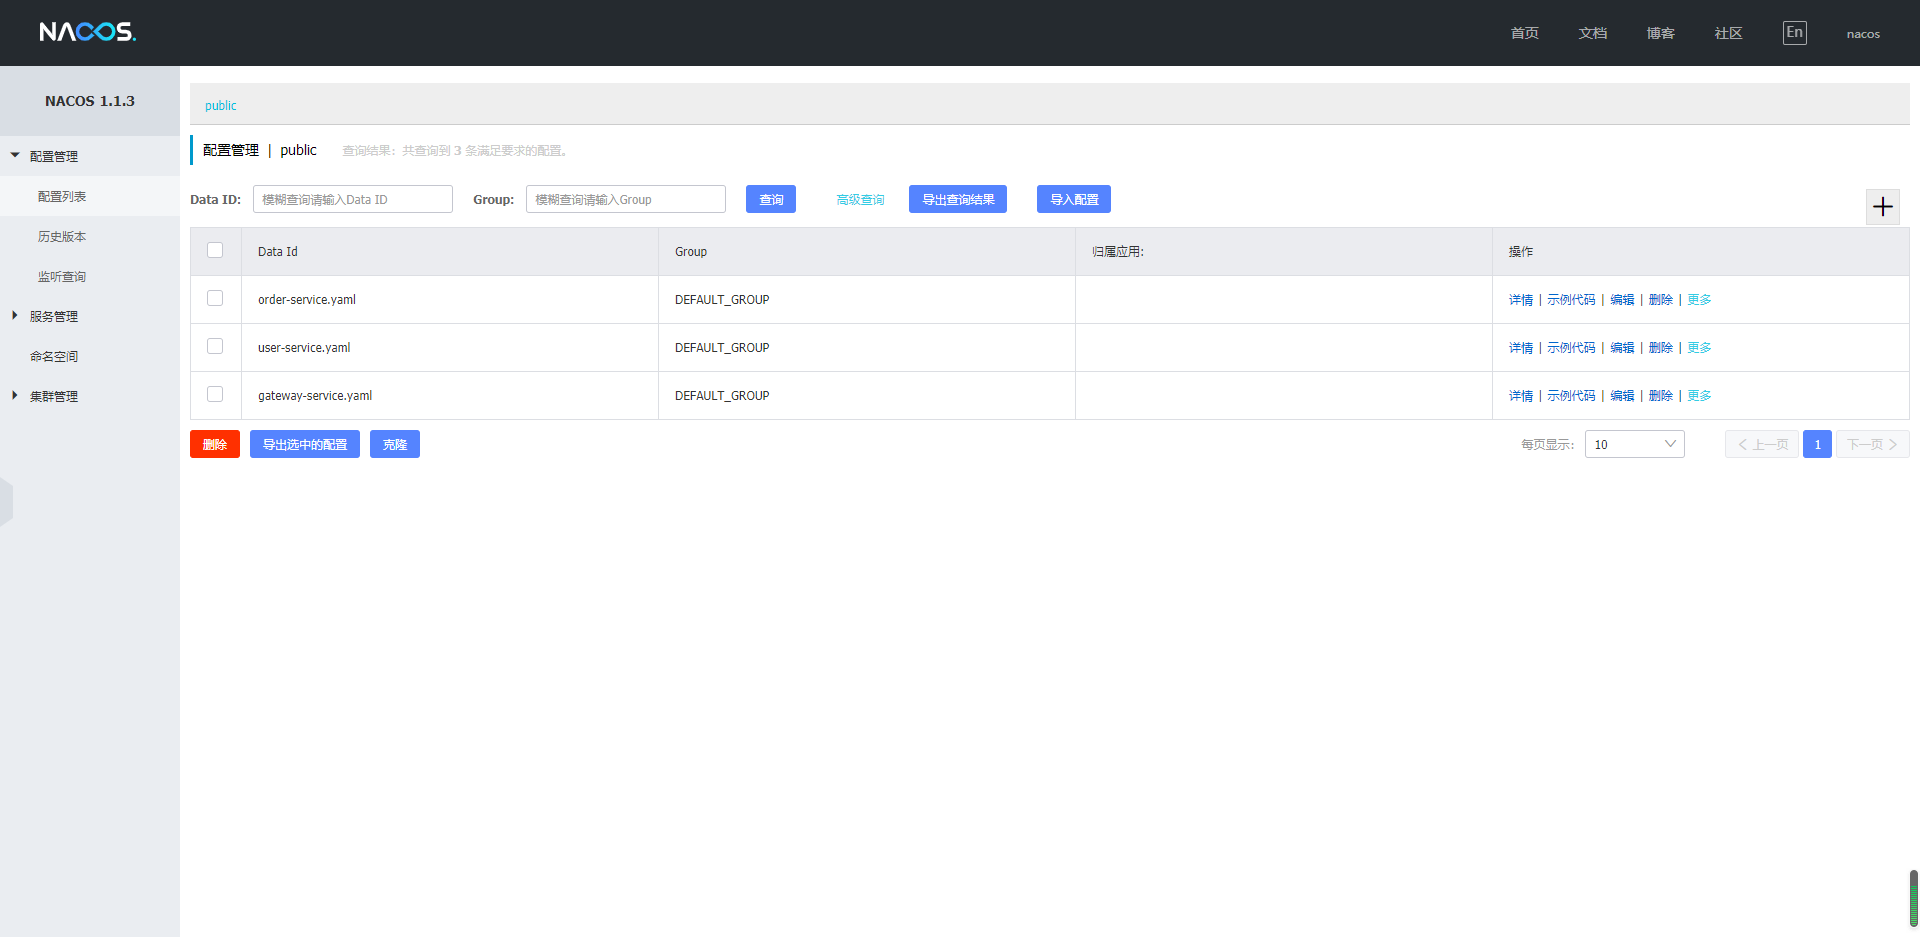 NACOS.
首页 文档 博客 社区 En nacos
NACOS 1.1.3
配置管理
配置列表
历史版本
监听查询
服务管理
命名空间
集群管理
public
配置管理 | public 查询结果：共查询到 3 条满足要求的配置。
Data ID: 模糊查询请输入Data ID Group: 模糊查询请输入Group 查询 高级查询 导出查询结果 导入配置
Data Id Group 归属应用: 操作
order-service.yaml DEFAULT_GROUP 详情 | 示例代码 | 编辑 | 删除 | 更多
user-service.yaml DEFAULT_GROUP 详情 | 示例代码 | 编辑 | 删除 | 更多
gateway-service.yaml DEFAULT_GROUP 详情 | 示例代码 | 编辑 | 删除 | 更多
删除 导出选中的配置 克隆 每页显示: 10 上一页 1 下一页